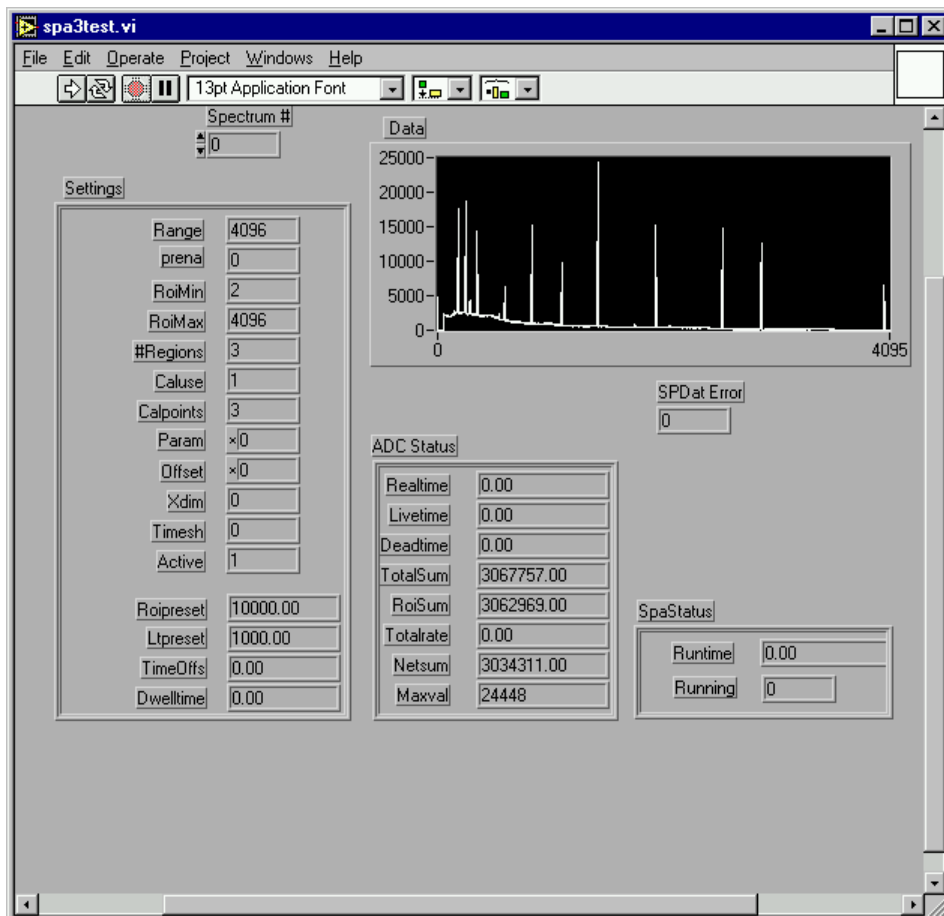 spa3test.vi
File Edit Operate Project Windows Help
13pt Application Font
Spectrum #
0
Data
25000
20000
15000
10000
5000
0
0 4095
Settings
Range 4096
prena 0
RoiMin 2
RoiMax 4096
#Regions 3
Caluse 1
Calpoints 3
Param ×0
Offset ×0
Xdim 0
Timesh 0
Active 1
Roipreset 10000.00
Ltpreset 1000.00
TimeOffs 0.00
Dwelltime 0.00
SPDat Error
0
ADC Status
Realtime 0.00
Livetime 0.00
Deadtime 0.00
TotalSum 3067757.00
RoiSum 3062969.00
Totalrate 0.00
Netsum 3034311.00
Maxval 24448
SpaStatus
Runtime 0.00
Running 0